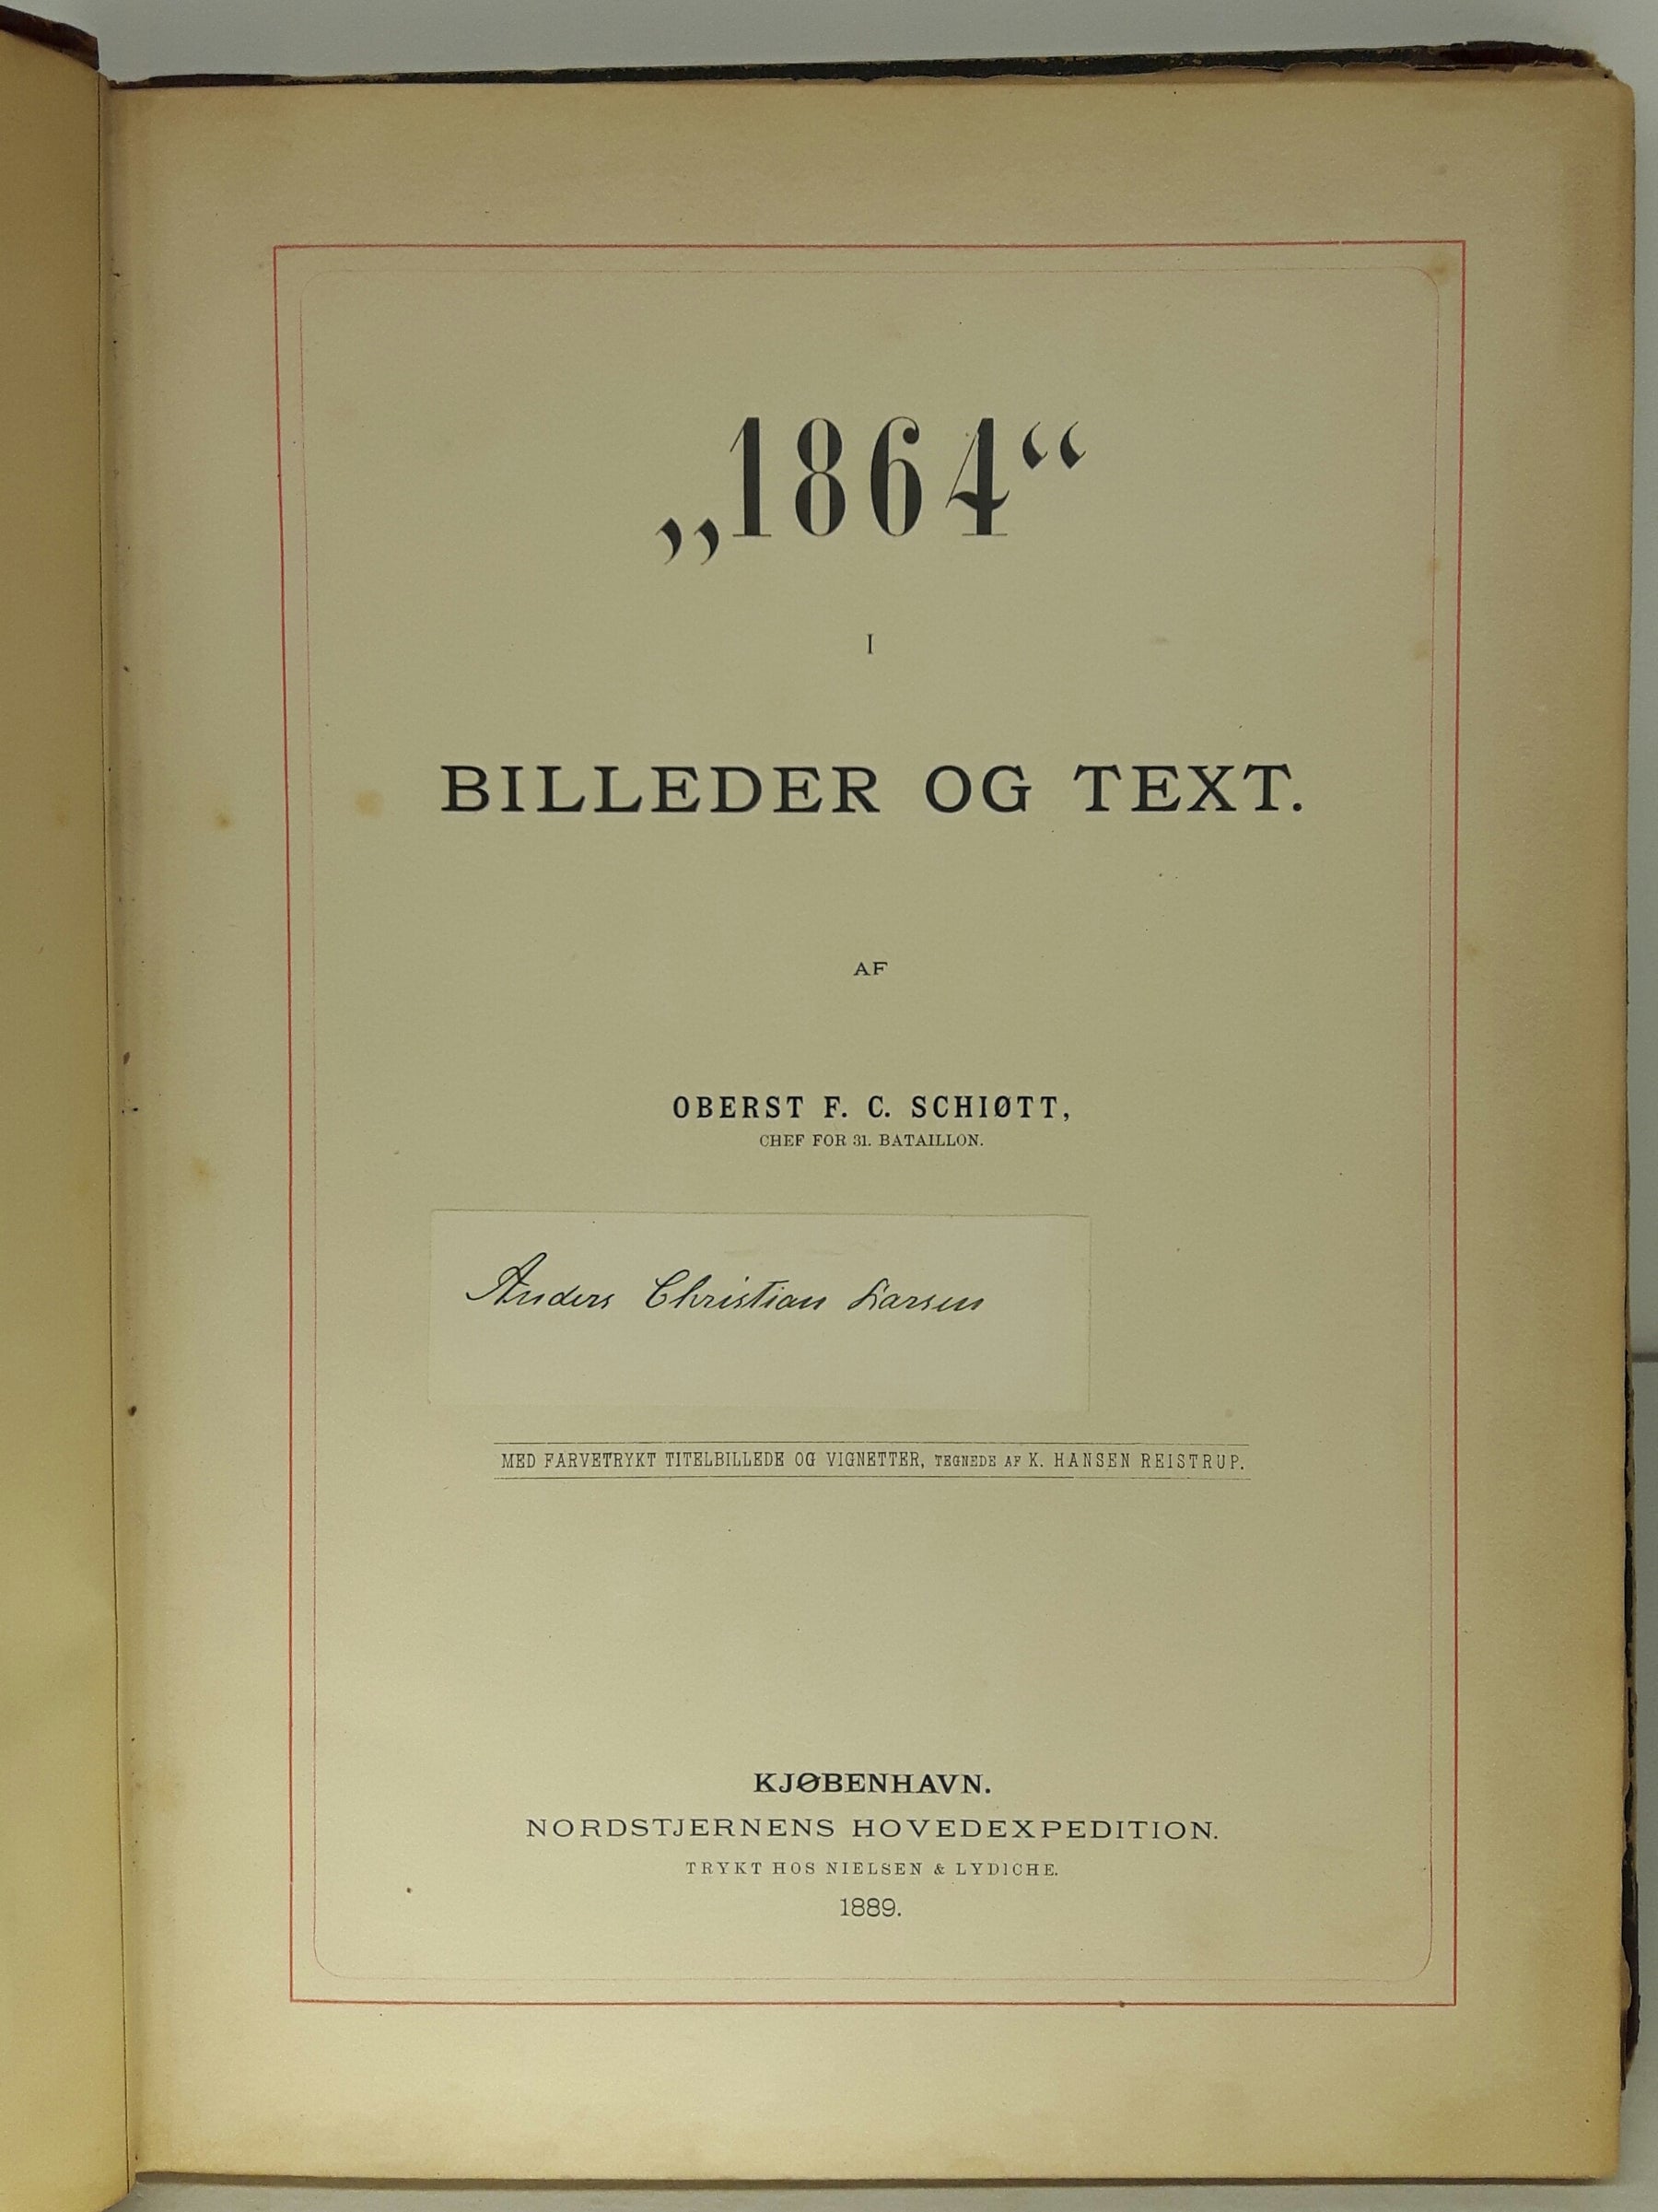 „1864“
I
BILLEDER OG TEXT.
AF
OBERST F. C. SCHIØTT,
CHEF FOR 31. BATAILLON.
Anders Christian Larsen
MED FARVETRYKT TITELBILLEDE OG VIGNETTER, TEGNEDE AF K. HANSEN REISTRUP.
KJØBENHAVN.
NORDSTJERNENS HOVEDEXPEDITION.
TRYKT HOS NIELSEN & LYDICHE.
1889.